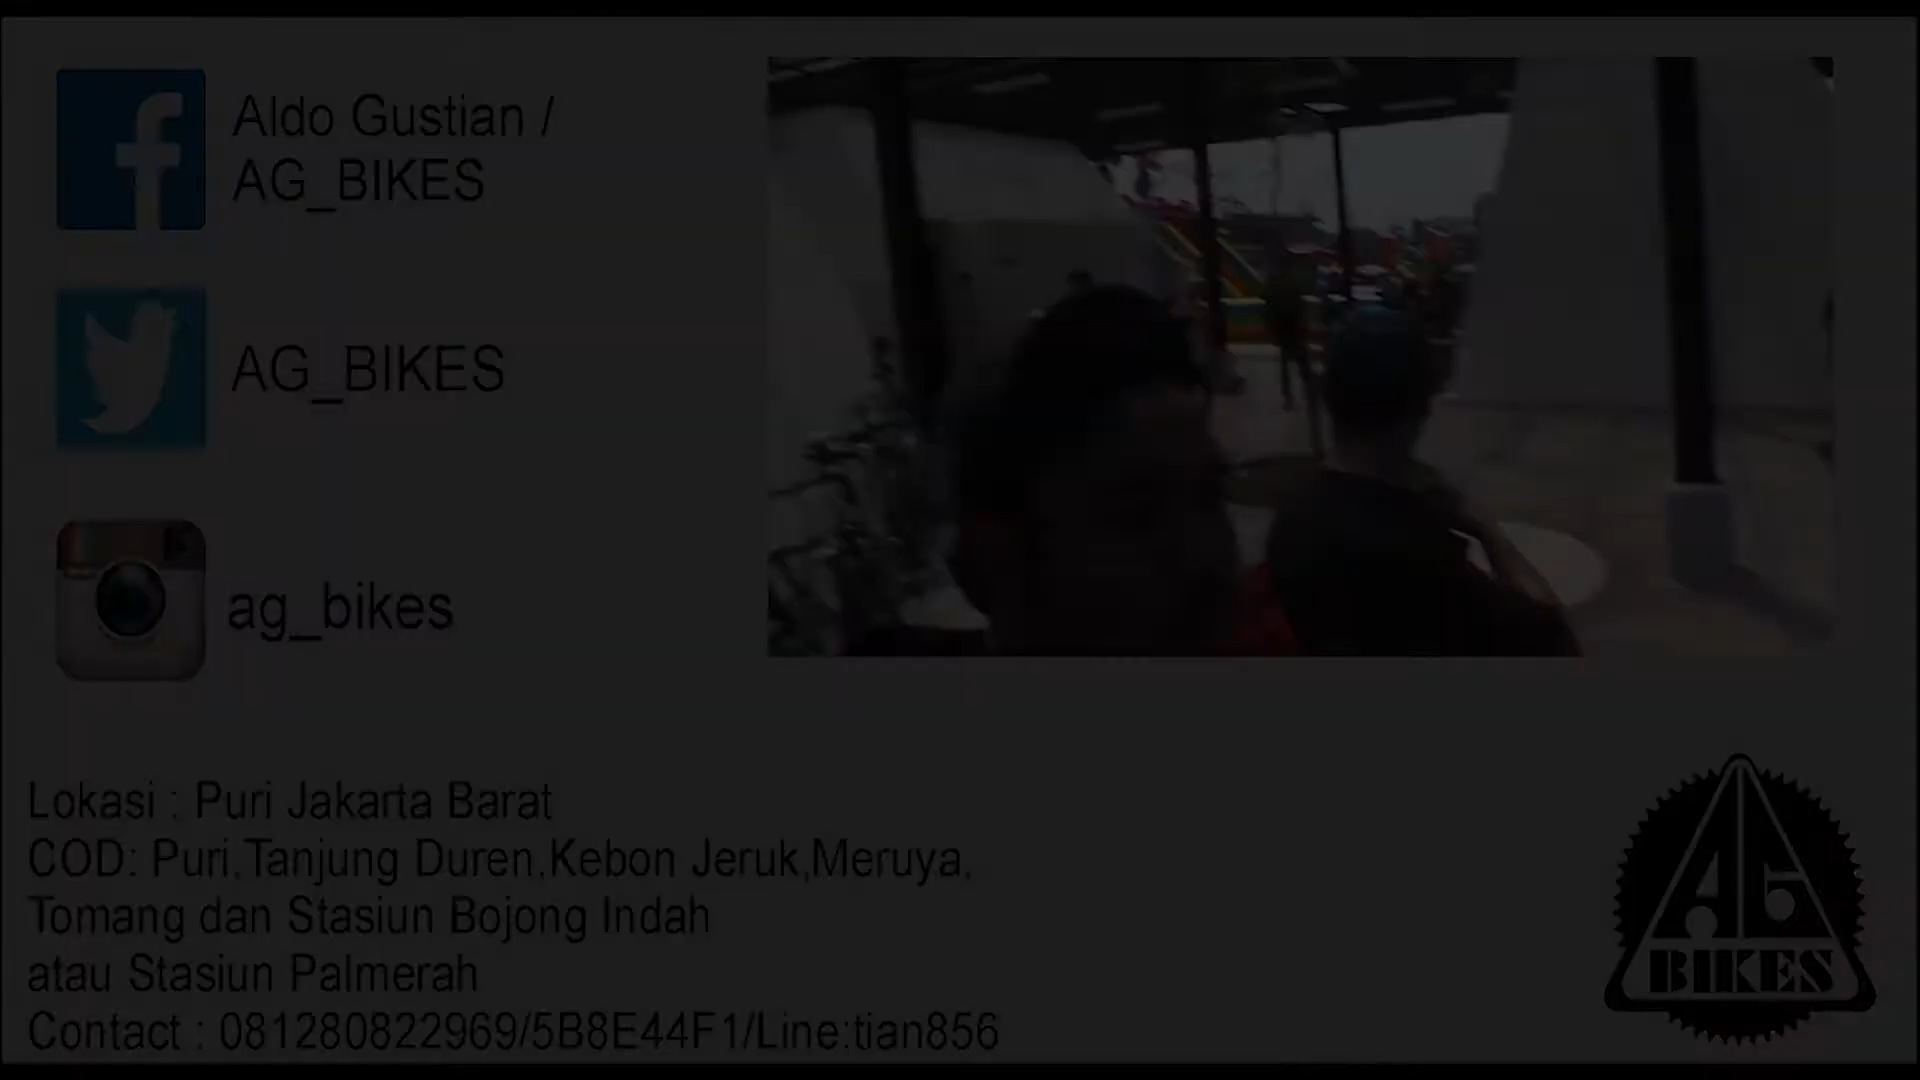 Aldo Gustian /
AG_BIKES
AG_BIKES
ag_bikes
Lokasi : Puri Jakarta Barat
COD: Puri,Tanjung Duren,Kebon Jeruk,Meruya,
Tomang dan Stasiun Bojong Indah
atau Stasiun Palmerah
Contact : 081280822969/5B8E44F1/Line:tian856
AG
BIKES